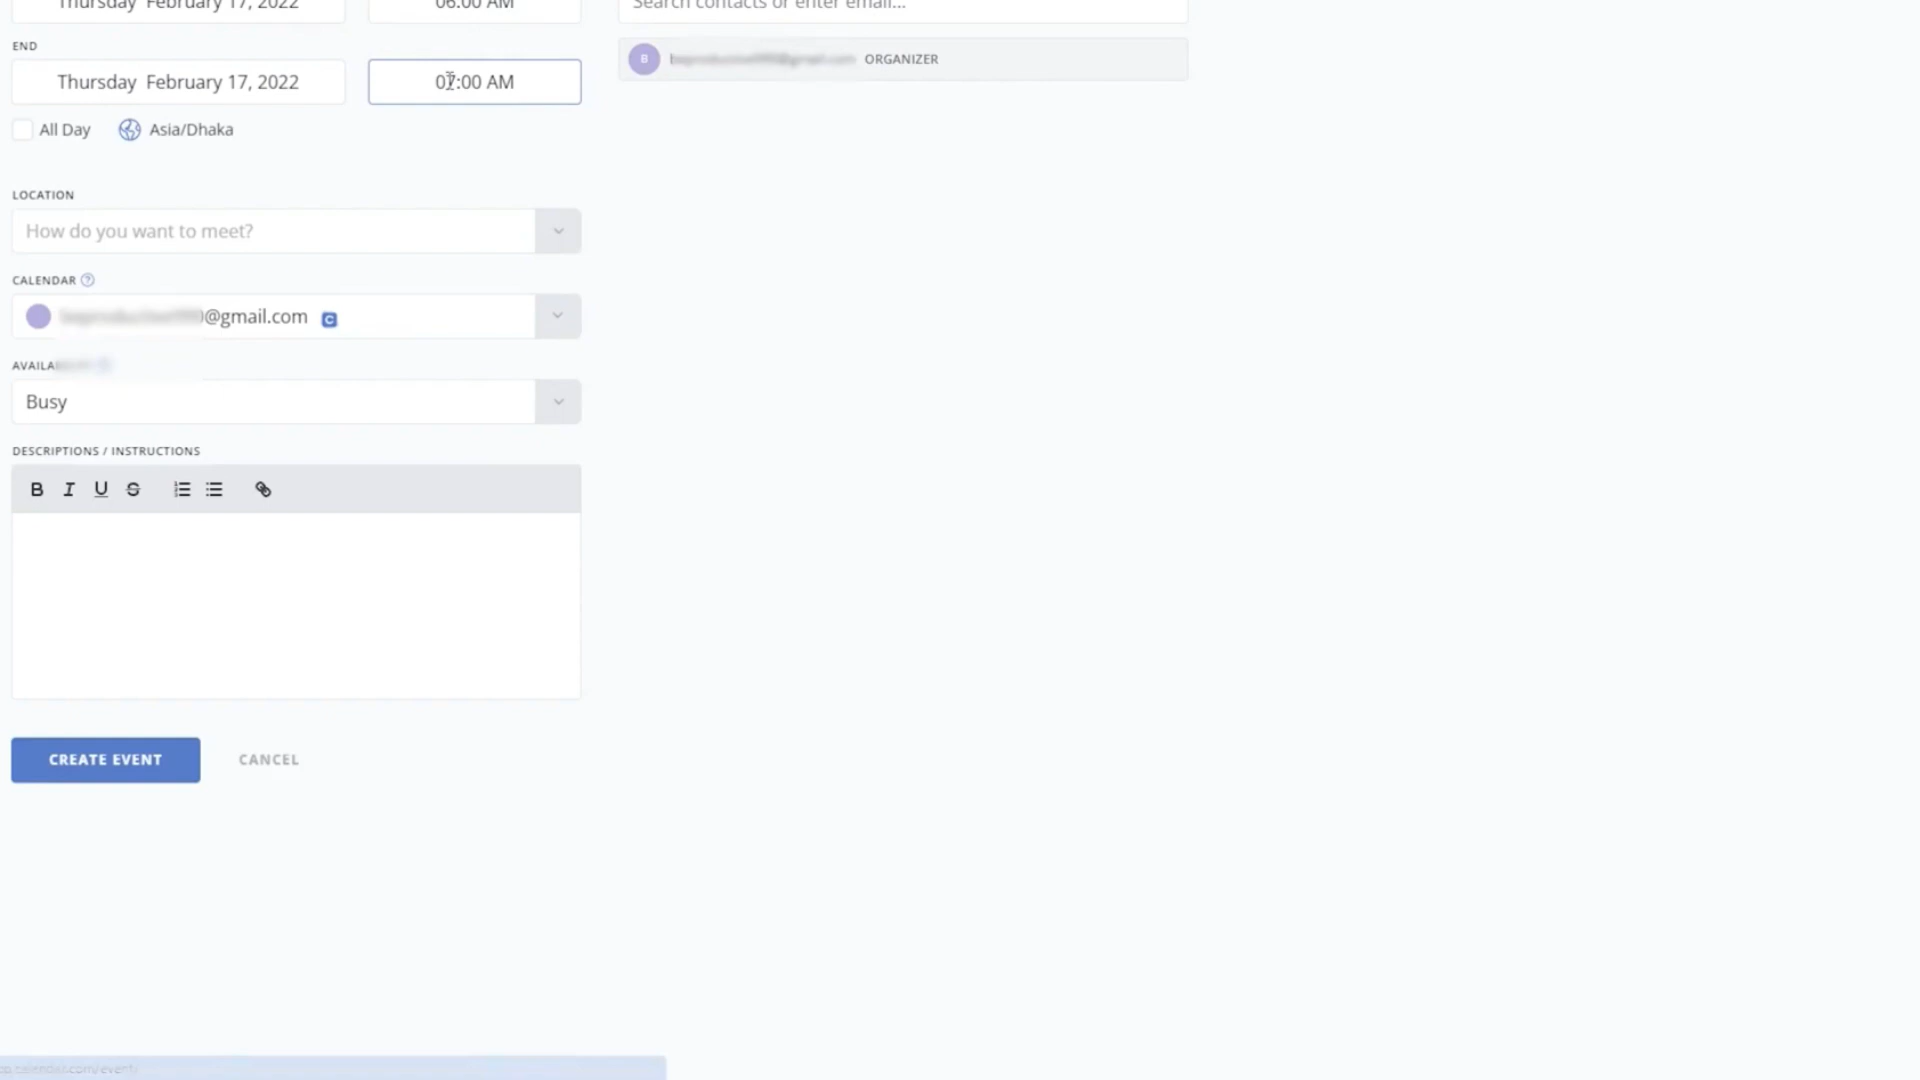 Thursday February 17, 2022
06:00 AM
Search contacts or enter email...
END
Thursday February 17, 2022
07:00 AM
B
ORGANIZER
All Day
Asia/Dhaka
LOCATION
How do you want to meet?
CALENDAR ?
@gmail.com C
Busy
DESCRIPTIONS / INSTRUCTIONS
B I U S
CREATE EVENT
CANCEL